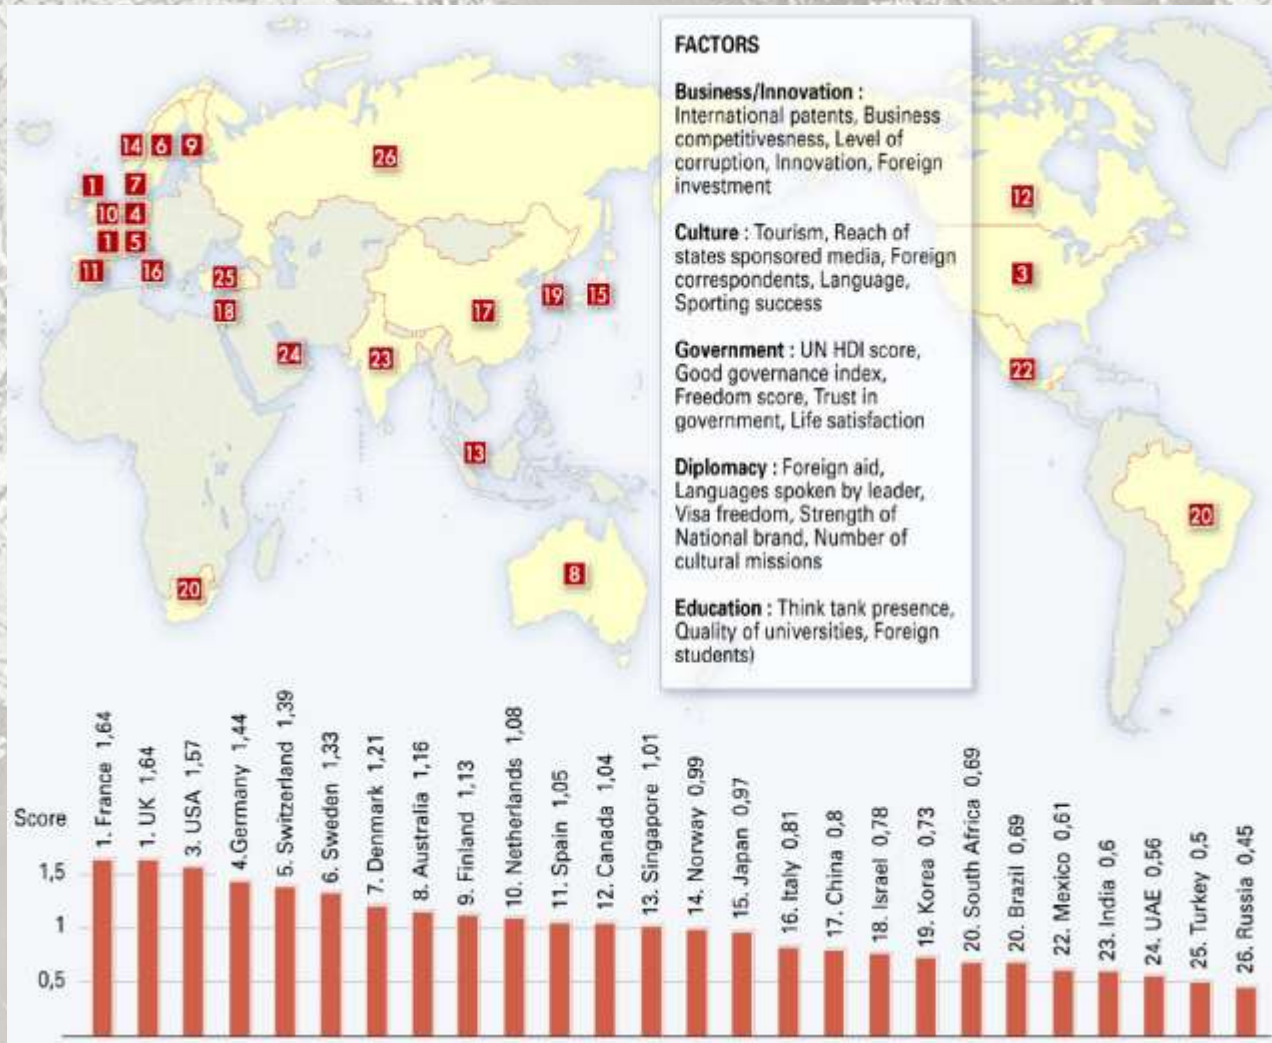 FACTORS
Business/Innovation :
International patents, Business
competitivesness, Level of
corruption, Innovation, Foreign
investment
Culture : Tourism, Reach of
states sponsored media, Foreign
correspondents, Language,
Sporting success
Government : UN HDI score,
Good governance index,
Freedom score, Trust in
government, Life satisfaction
Diplomacy : Foreign aid,
Languages spoken by leader,
Visa freedom, Strength of
National brand, Number of
cultural missions
Education : Think tank presence,
Quality of universities, Foreign
students)
14 6 9
26
1 7
10 4
1 5
11 16
25
18
24
23
17
19 15
13
8
20
12
3
22
20
Score
1,5
1
0,5
1. France 1,64
1. UK 1,64
3. USA 1,57
4.Germany 1,44
5. Switzerland 1,39
6. Sweden 1,33
7. Denmark 1,21
8. Australia 1,16
9. Finland 1,13
10. Netherlands 1,08
11. Spain 1,05
12. Canada 1,04
13. Singapore 1,01
14. Norway 0,99
15. Japan 0,97
16. Italy 0,81
17. China 0,8
18. Israel 0,78
19. Korea 0,73
20. South Africa 0,69
20. Brazil 0,69
22. Mexico 0,61
23. India 0,6
24. UAE 0,56
25. Turkey 0,5
26. Russia 0,45